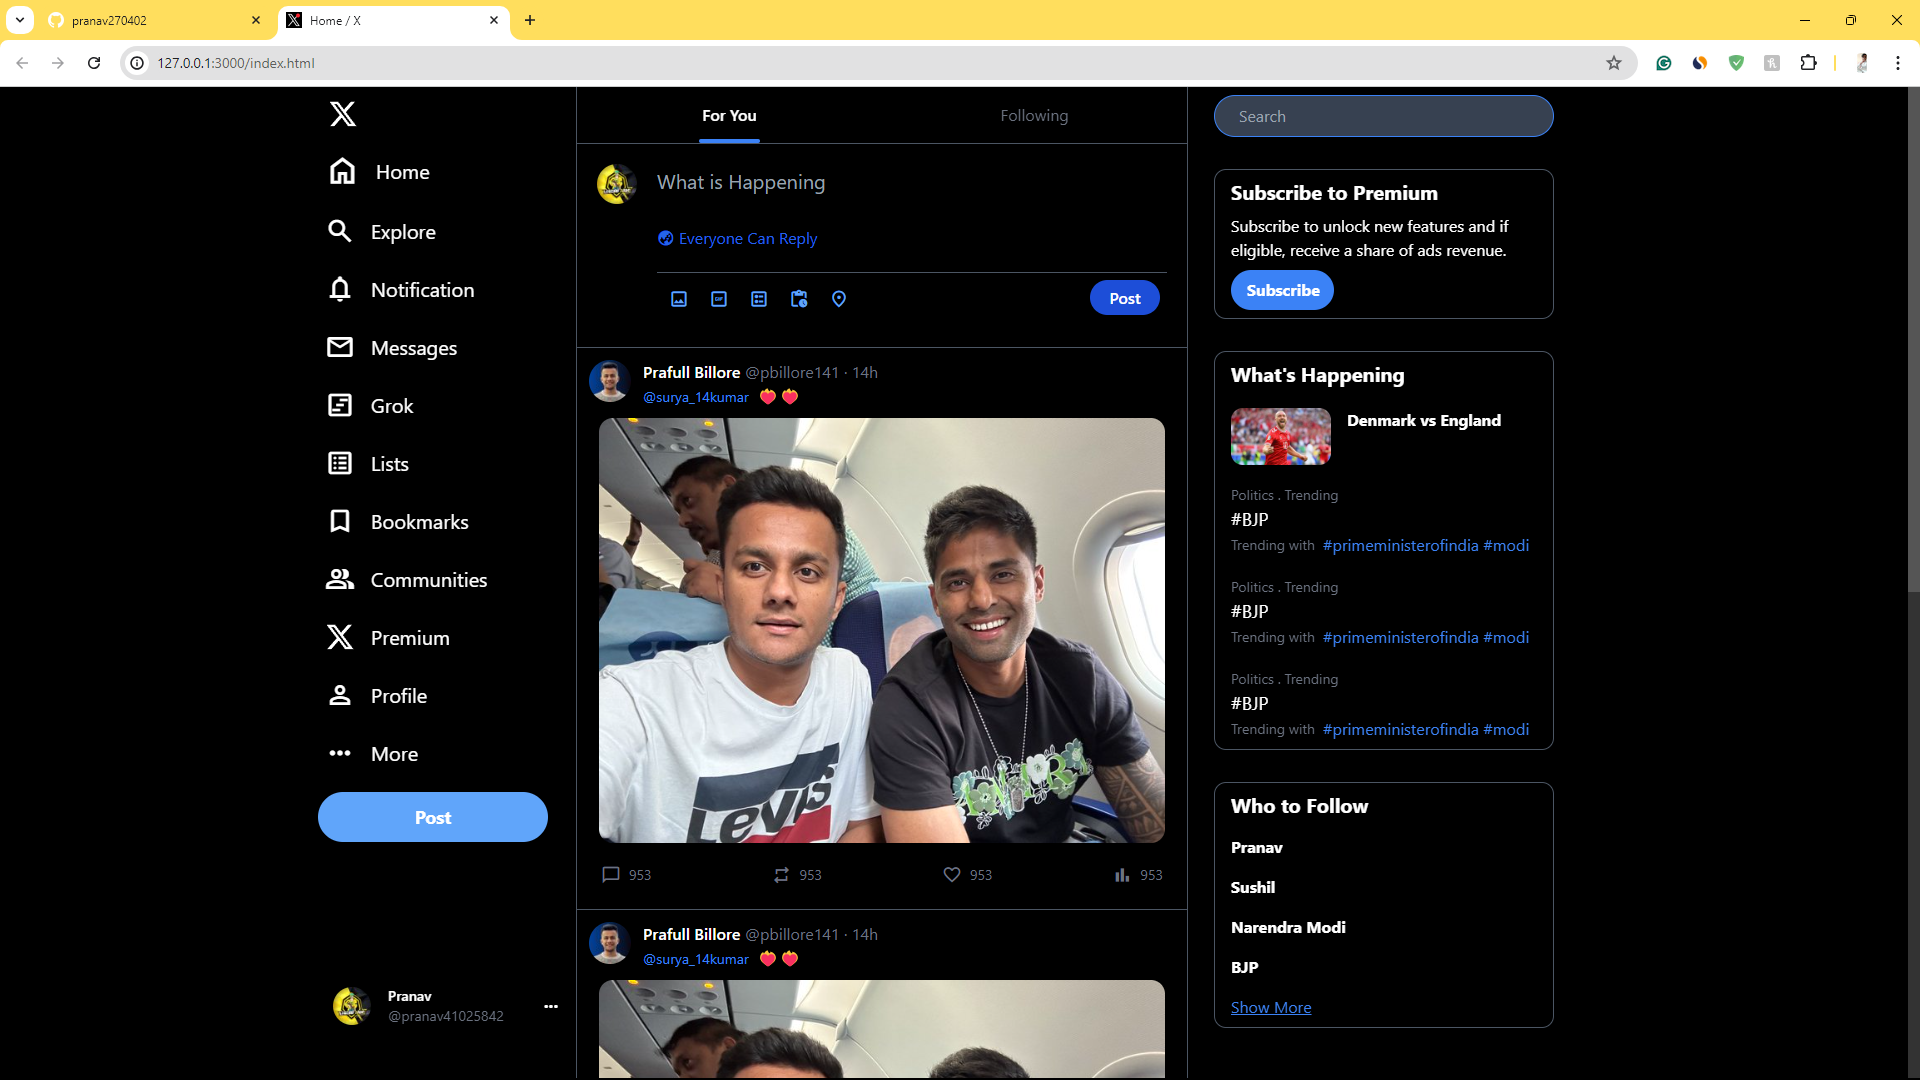 pranav270402
Home / X
127.0.0.1:3000/index.html
Home
Explore
Notification
Messages
Grok
Lists
Bookmarks
Communities
Premium
Profile
More
Post
Pranav
@pranav41025842
For You
Following
What is Happening
Everyone Can Reply
GIF
Post
Prafull Billore @pbillore141 · 14h
@surya_14kumar ❤️ ❤️
Levi's
953
953
953
953
Prafull Billore @pbillore141 · 14h
@surya_14kumar ❤️ ❤️
Search
Subscribe to Premium
Subscribe to unlock new features and if
eligible, receive a share of ads revenue.
Subscribe
What's Happening
Denmark vs England
Politics . Trending
#BJP
Trending with #primeministerofindia #modi
Politics . Trending
#BJP
Trending with #primeministerofindia #modi
Politics . Trending
#BJP
Trending with #primeministerofindia #modi
Who to Follow
Pranav
Sushil
Narendra Modi
BJP
Show More